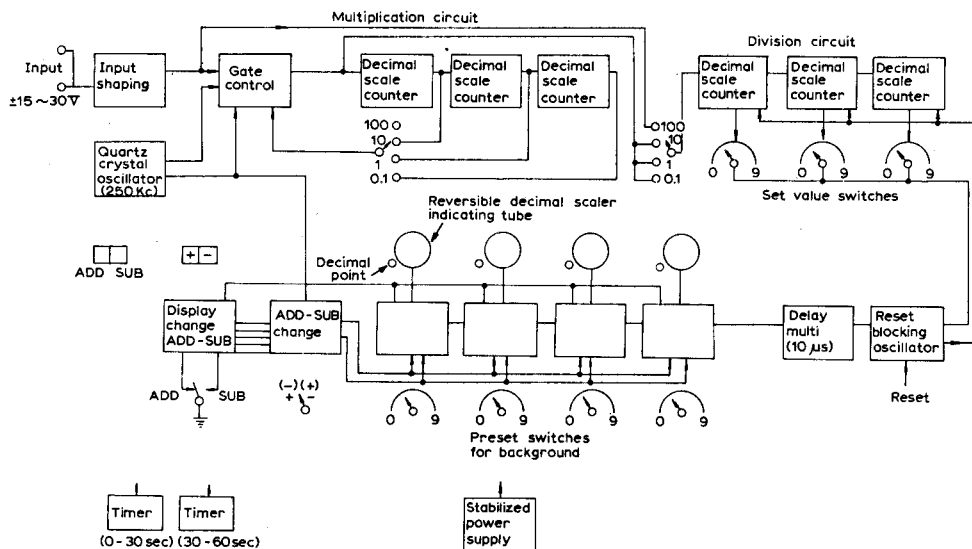 Multiplication circuit
Division circuit
Input
±15~30V
Input
shaping
Gate
control
Decimal
scale
counter
Decimal
scale
counter
Decimal
scale
counter
Decimal
scale
counter
Decimal
scale
counter
Decimal
scale
counter
100
10
1
0.1
100
10
1
0.1
Quartz
crystal
oscillator
(250 Kc)
0 9
0 9
0 9
Set value switches
Reversible decimal scaler
indicating tube
Decimal
point
ADD SUB
+ -
Display
change
ADD-SUB
ADD-SUB
change
Delay
multi
(10 μs)
Reset
blocking
oscillator
Reset
ADD SUB
(-) (+)
+ -
0 9
0 9
0 9
0 9
Preset switches
for background
Timer
(0-30 sec)
Timer
(30-60 sec)
Stabilized
power
supply